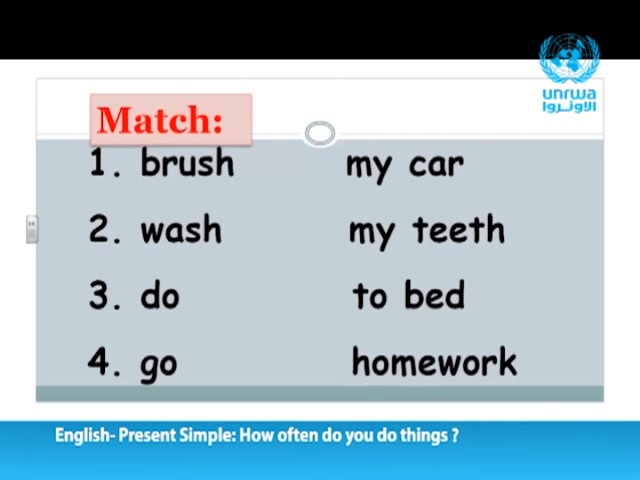 unrwa
الاونروا
Match:
1. brush my car
2. wash my teeth
3. do to bed
4. go homework
English- Present Simple: How often do you do things ?